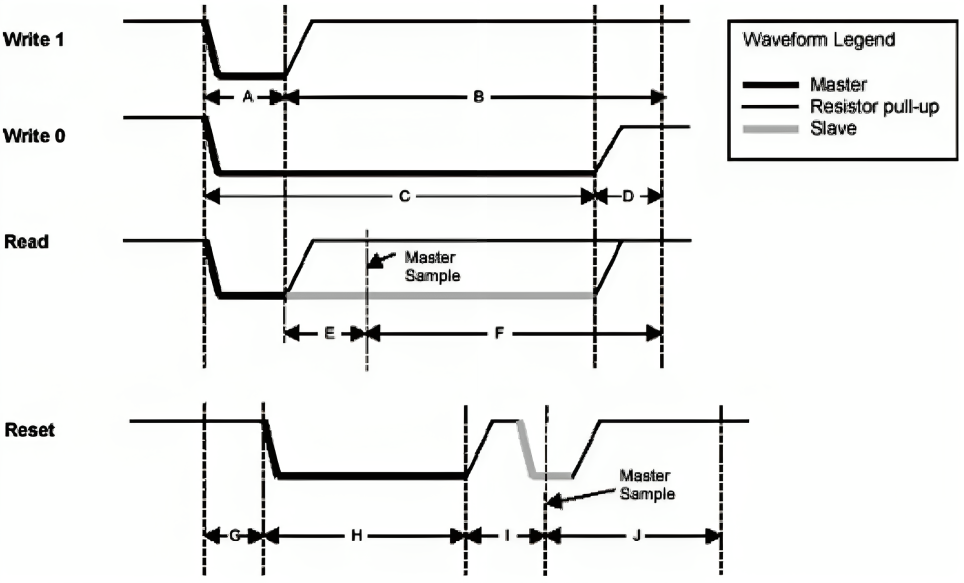 Write 1
A
B
Waveform Legend
Master
Resistor pull-up
Slave
Write 0
C
D
Read
Master
Sample
E
F
Reset
Master
Sample
G
H
I
J